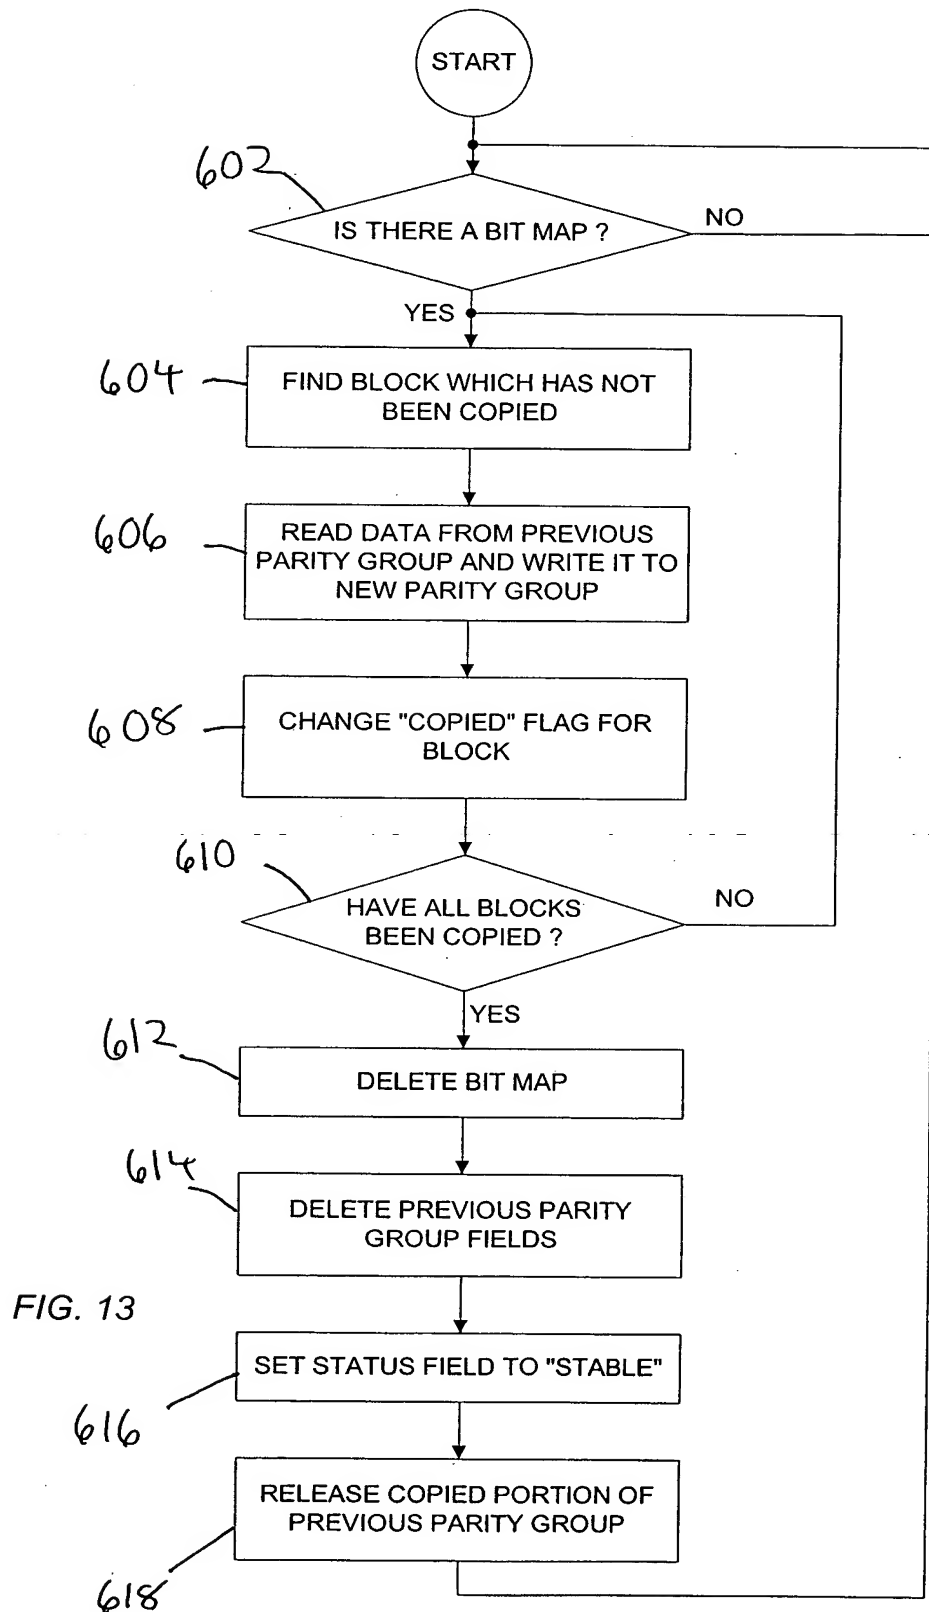 START
602
IS THERE A BIT MAP ?
NO
YES
604
FIND BLOCK WHICH HAS NOT
BEEN COPIED
606
READ DATA FROM PREVIOUS
PARITY GROUP AND WRITE IT TO
NEW PARITY GROUP
608
CHANGE "COPIED" FLAG FOR
BLOCK
610
HAVE ALL BLOCKS
BEEN COPIED ?
NO
YES
612
DELETE BIT MAP
614
DELETE PREVIOUS PARITY
GROUP FIELDS
FIG. 13
SET STATUS FIELD TO "STABLE"
616
RELEASE COPIED PORTION OF
PREVIOUS PARITY GROUP
618